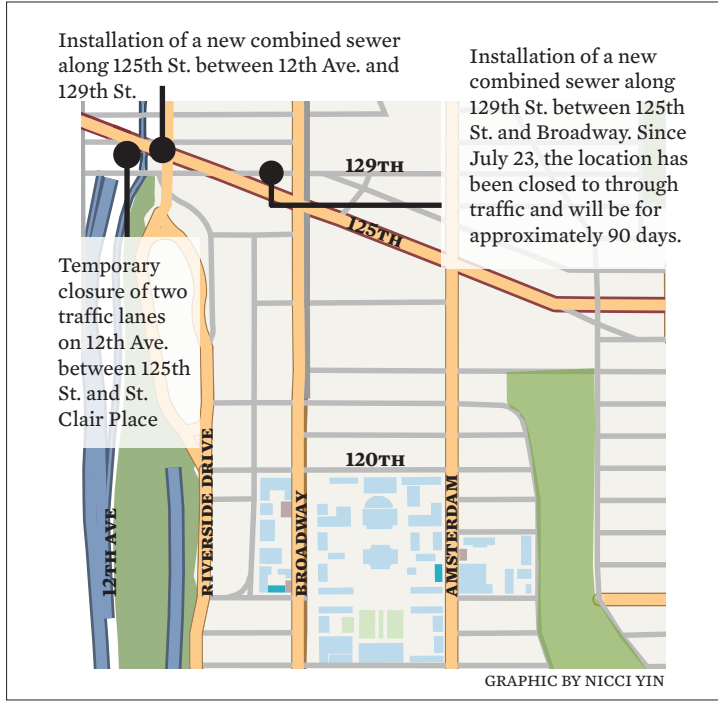 Installation of a new combined sewer
along 125th St. between 12th Ave. and
129th St.
Installation of a new
combined sewer along
129th St. between 125th
St. and Broadway. Since
July 23, the location has
been closed to through
traffic and will be for
approximately 90 days.
129TH
125TH
Temporary
closure of two
traffic lanes
on 12th Ave.
between 125th
St. and St.
Clair Place
120TH
12TH AVE
RIVERSIDE DRIVE
BROADWAY
AMSTERDAM
GRAPHIC BY NICCI YIN